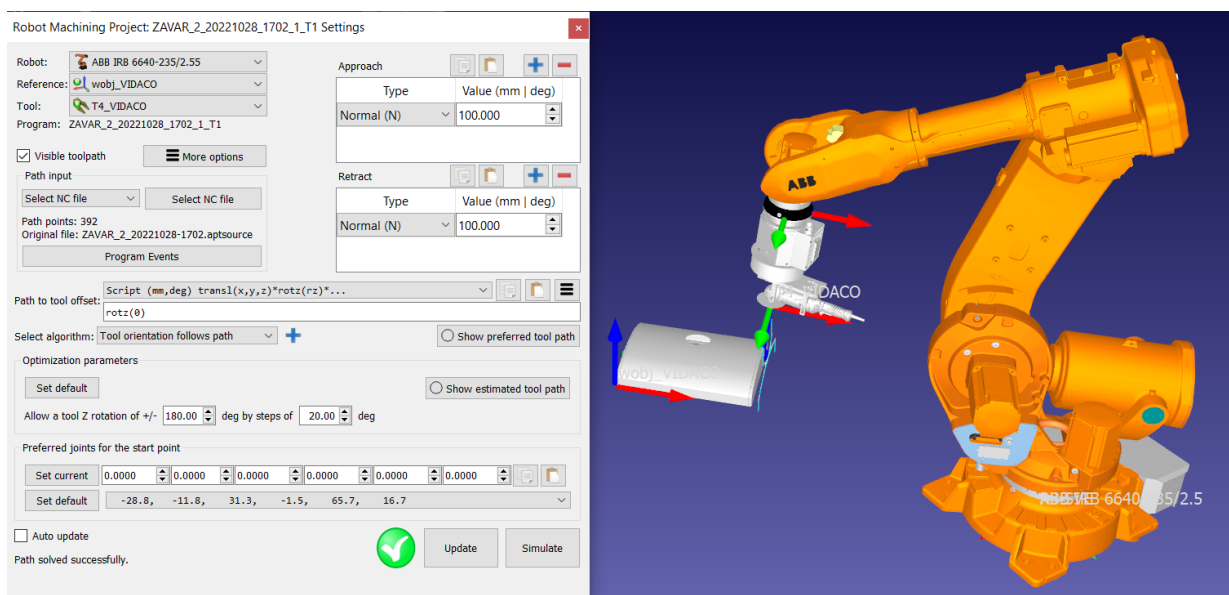 Robot Machining Project: ZAVAR_2_20221028_1702_1_T1 Settings
Robot: ABB IRB 6640-235/2.55
Reference: wobj_VIDACO
Tool: T4_VIDACO
Program: ZAVAR_2_20221028_1702_1_T1
Visible toolpath
More options
Path input
Select NC file
Select NC file
Path points: 392
Original file: ZAVAR_2_20221028-1702.aptsource
Program Events
Approach
Type Value (mm | deg)
Normal (N) 100.000
Retract
Type Value (mm | deg)
Normal (N) 100.000
Path to tool offset: Script (mm,deg) transl(x,y,z)*rotz(rz)*...
rotz(0)
Select algorithm: Tool orientation follows path
Show preferred tool path
Optimization parameters
Set default
Show estimated tool path
Allow a tool Z rotation of +/- 180.00 deg by steps of 20.00 deg
Preferred joints for the start point
Set current 0.0000 0.0000 0.0000 0.0000 0.0000 0.0000
Set default -28.8, -11.8, 31.3, -1.5, 65.7, 16.7
Auto update
Path solved successfully.
Update
Simulate
ABB
VIDACO
wobj_VIDACO
6640 35/2.5